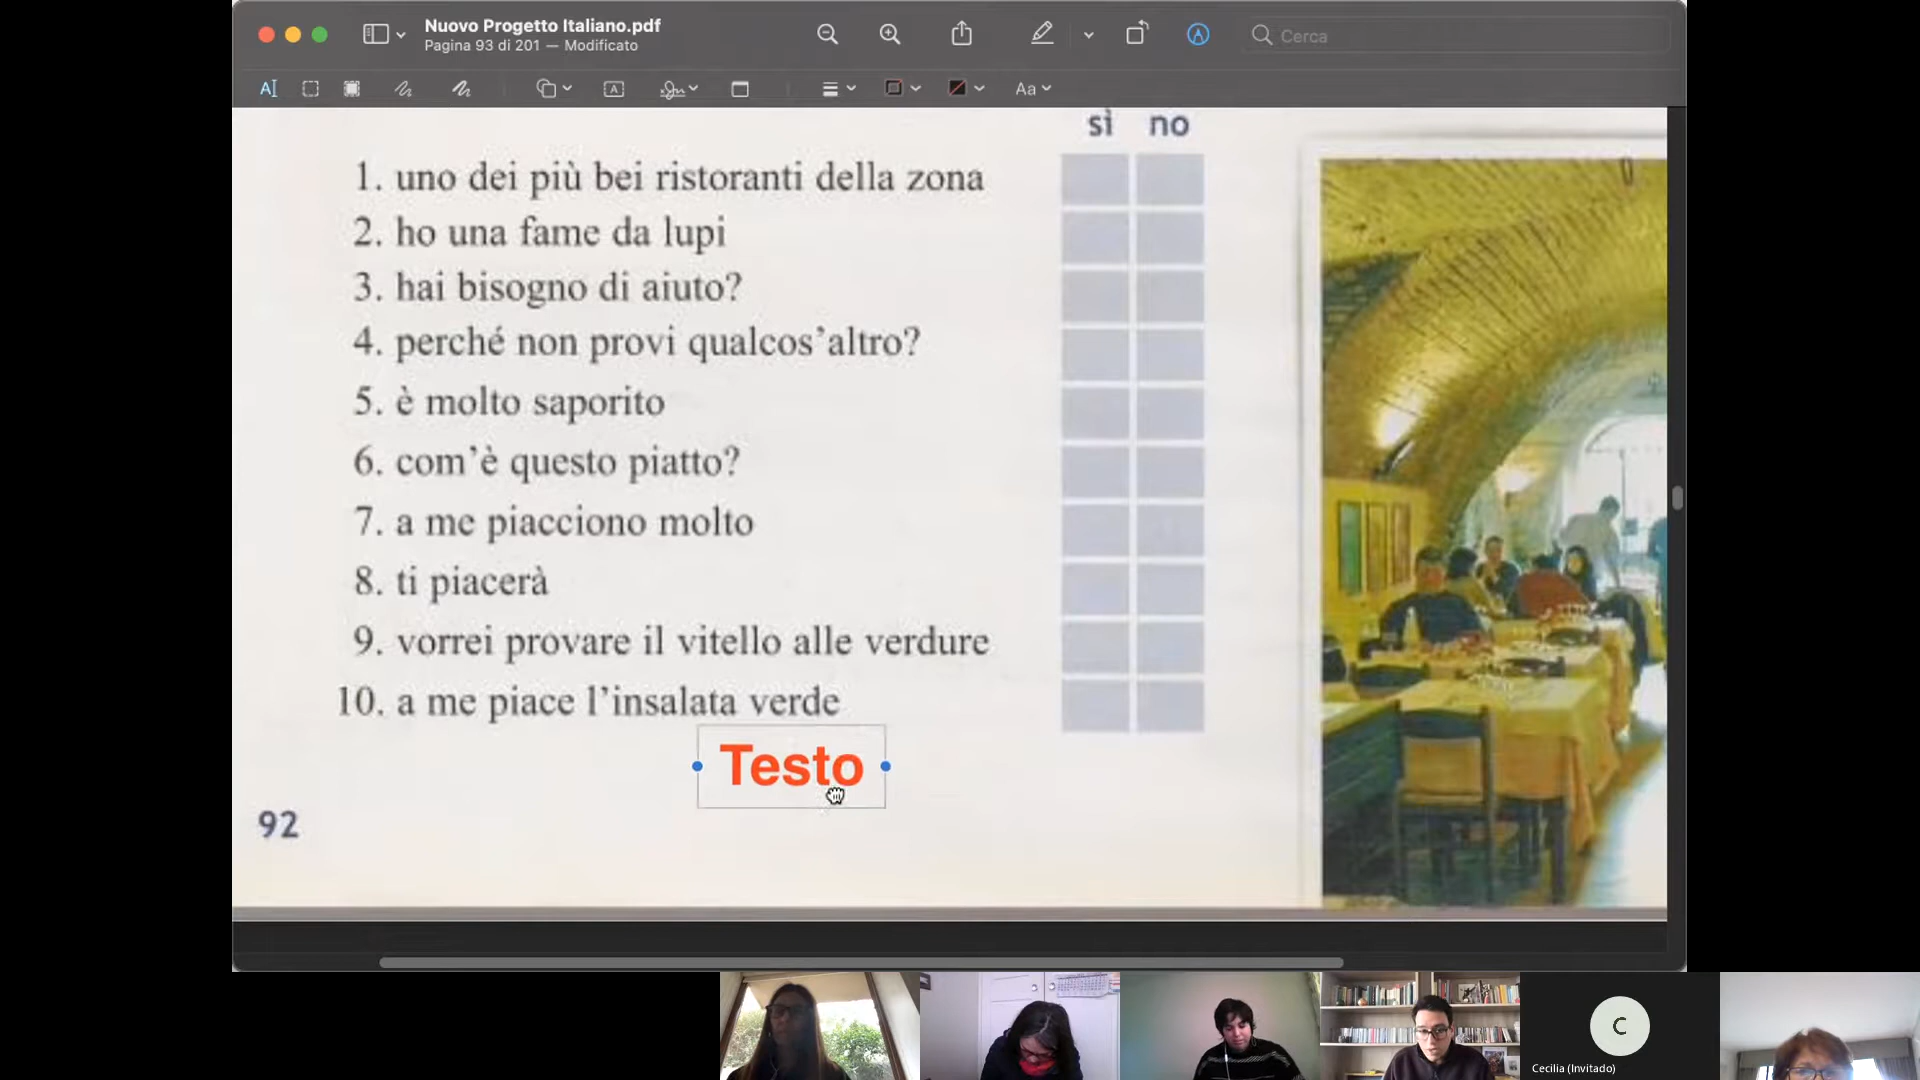 Nuovo Progetto Italiano.pdf
Pagina 93 di 201 — Modificato
Cerca
Aa
sì no
1. uno dei più bei ristoranti della zona
2. ho una fame da lupi
3. hai bisogno di aiuto?
4. perché non provi qualcos'altro?
5. è molto saporito
6. com'è questo piatto?
7. a me piacciono molto
8. ti piacerà
9. vorrei provare il vitello alle verdure
10. a me piace l'insalata verde
Testo
92
C
Cecilia (Invitado)